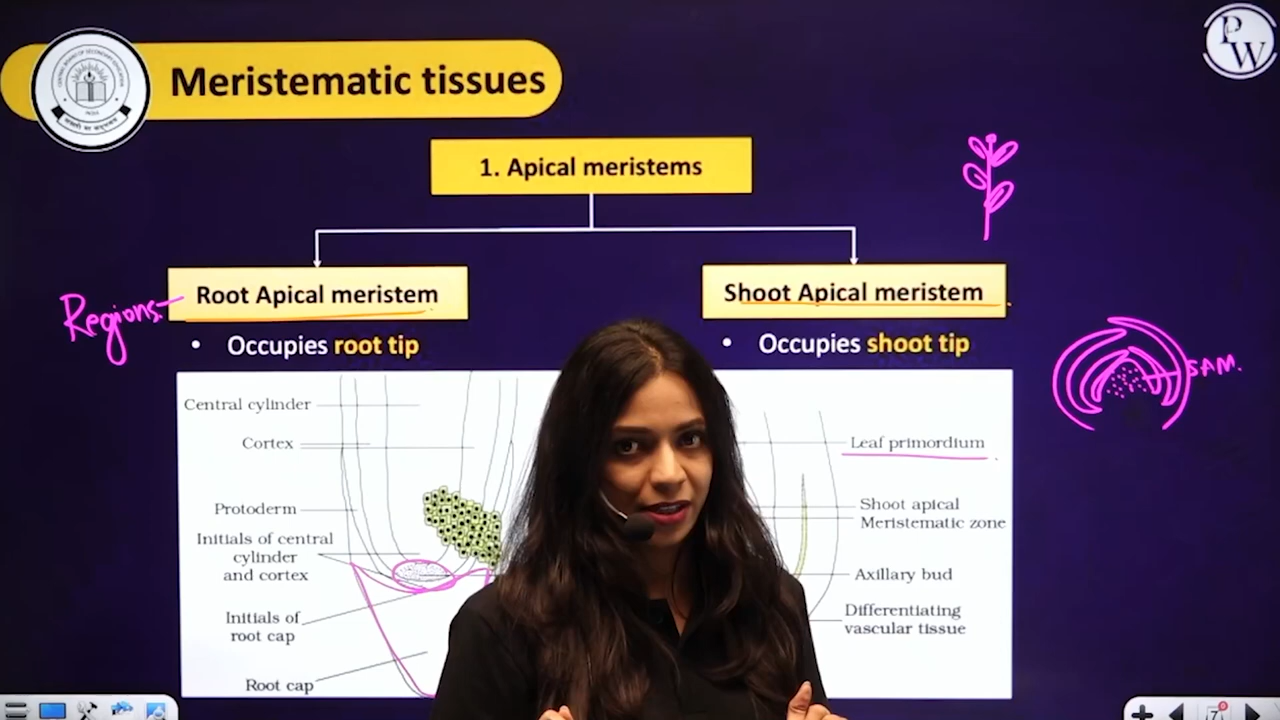 Meristematic tissues
PW
1. Apical meristems
Regions
Root Apical meristem
Shoot Apical meristem
• Occupies root tip
• Occupies shoot tip
SAM.
Central cylinder
Cortex
Protoderm
Initials of central
cylinder
and cortex
Initials of
root cap
Root cap
Leaf primordium
Shoot apical
Meristematic zone
Axillary bud
Differentiating
vascular tissue
7